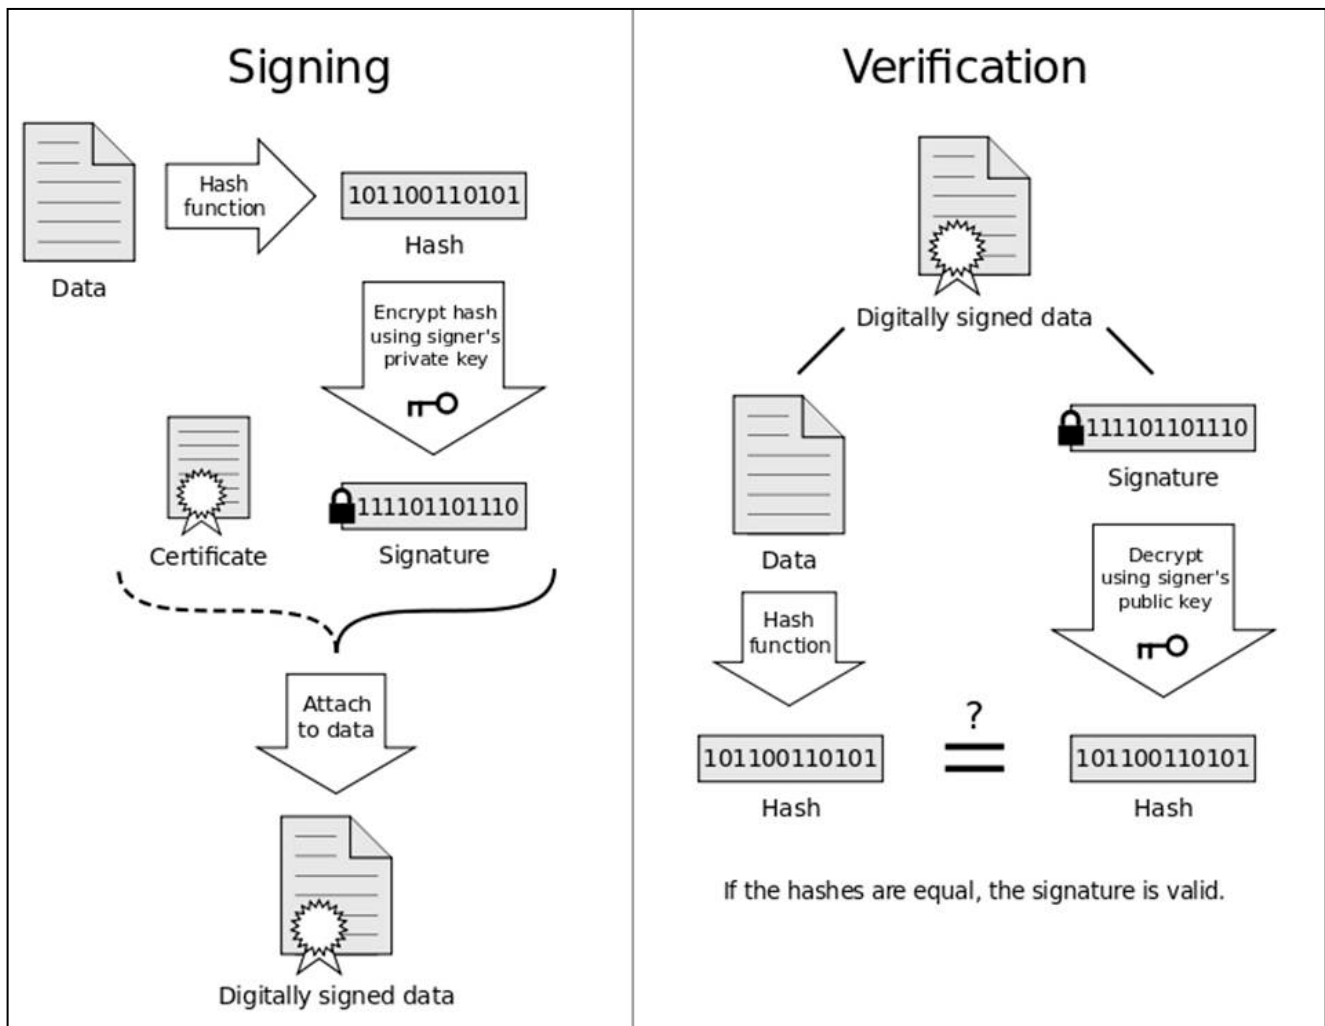 Signing
Hash
function
101100110101
Hash
Data
Encrypt hash
using signer's
private key
111101101110
Certificate
Signature
Attach
to data
Digitally signed data
Verification
Digitally signed data
111101101110
Signature
Data
Decrypt
using signer's
public key
Hash
function
?
101100110101
=
101100110101
Hash
Hash
If the hashes are equal, the signature is valid.